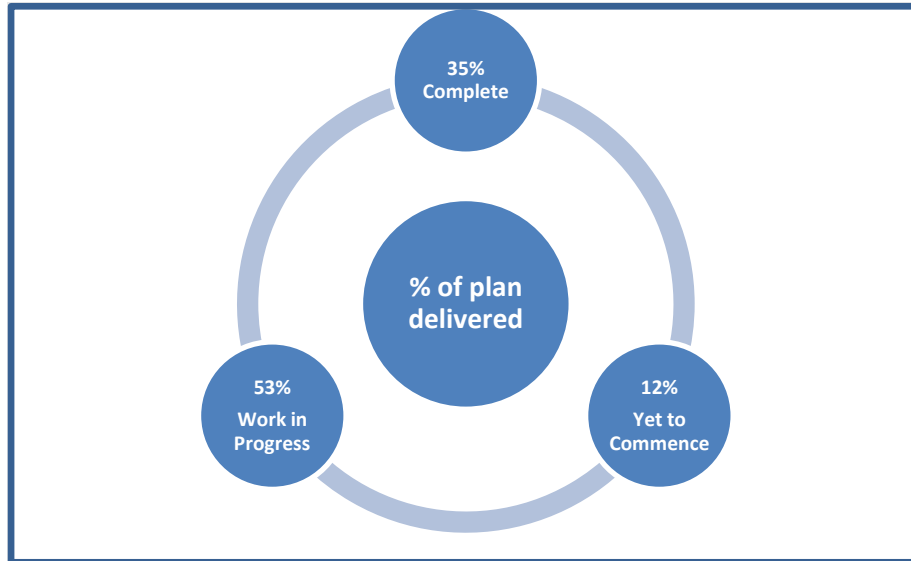 35%
Complete
% of plan
delivered
53%
Work in
Progress
12%
Yet to
Commence